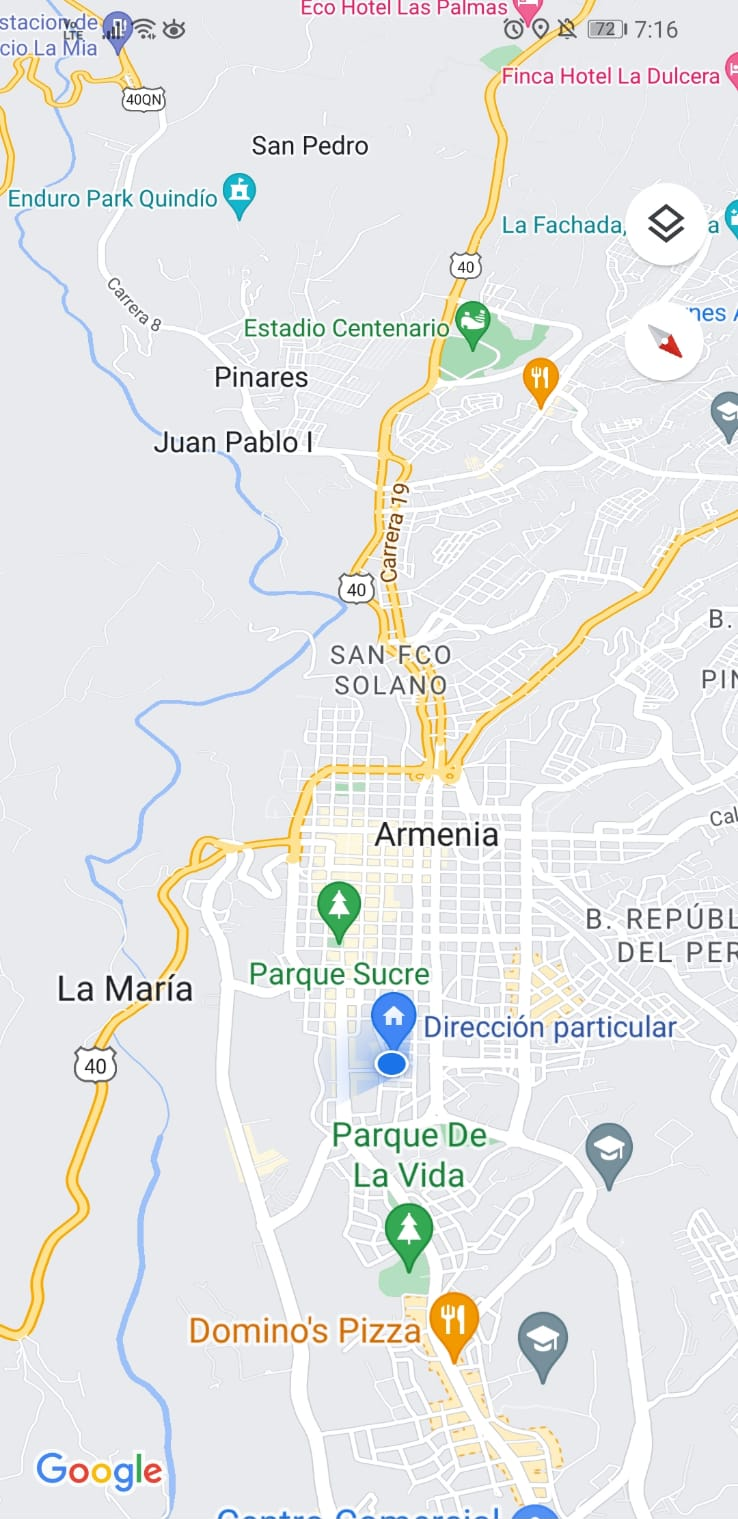 Eco Hotel Las Palmas
Vo
LTE
72
7:16
stacion de
cio La Mia
Finca Hotel La Dulcera
40QN
San Pedro
Enduro Park Quindío
La Fachada,
a
40
Carrera 8
Estadio Centenario
nes A
Pinares
Juan Pablo I
Carrera 19
40
B.
SAN FCO
SOLANO
PIN
Armenia
Cal
B. REPÚBL
DEL PER
Parque Sucre
La María
Dirección particular
40
Parque De
La Vida
Domino's Pizza
Google
Centro Comercial